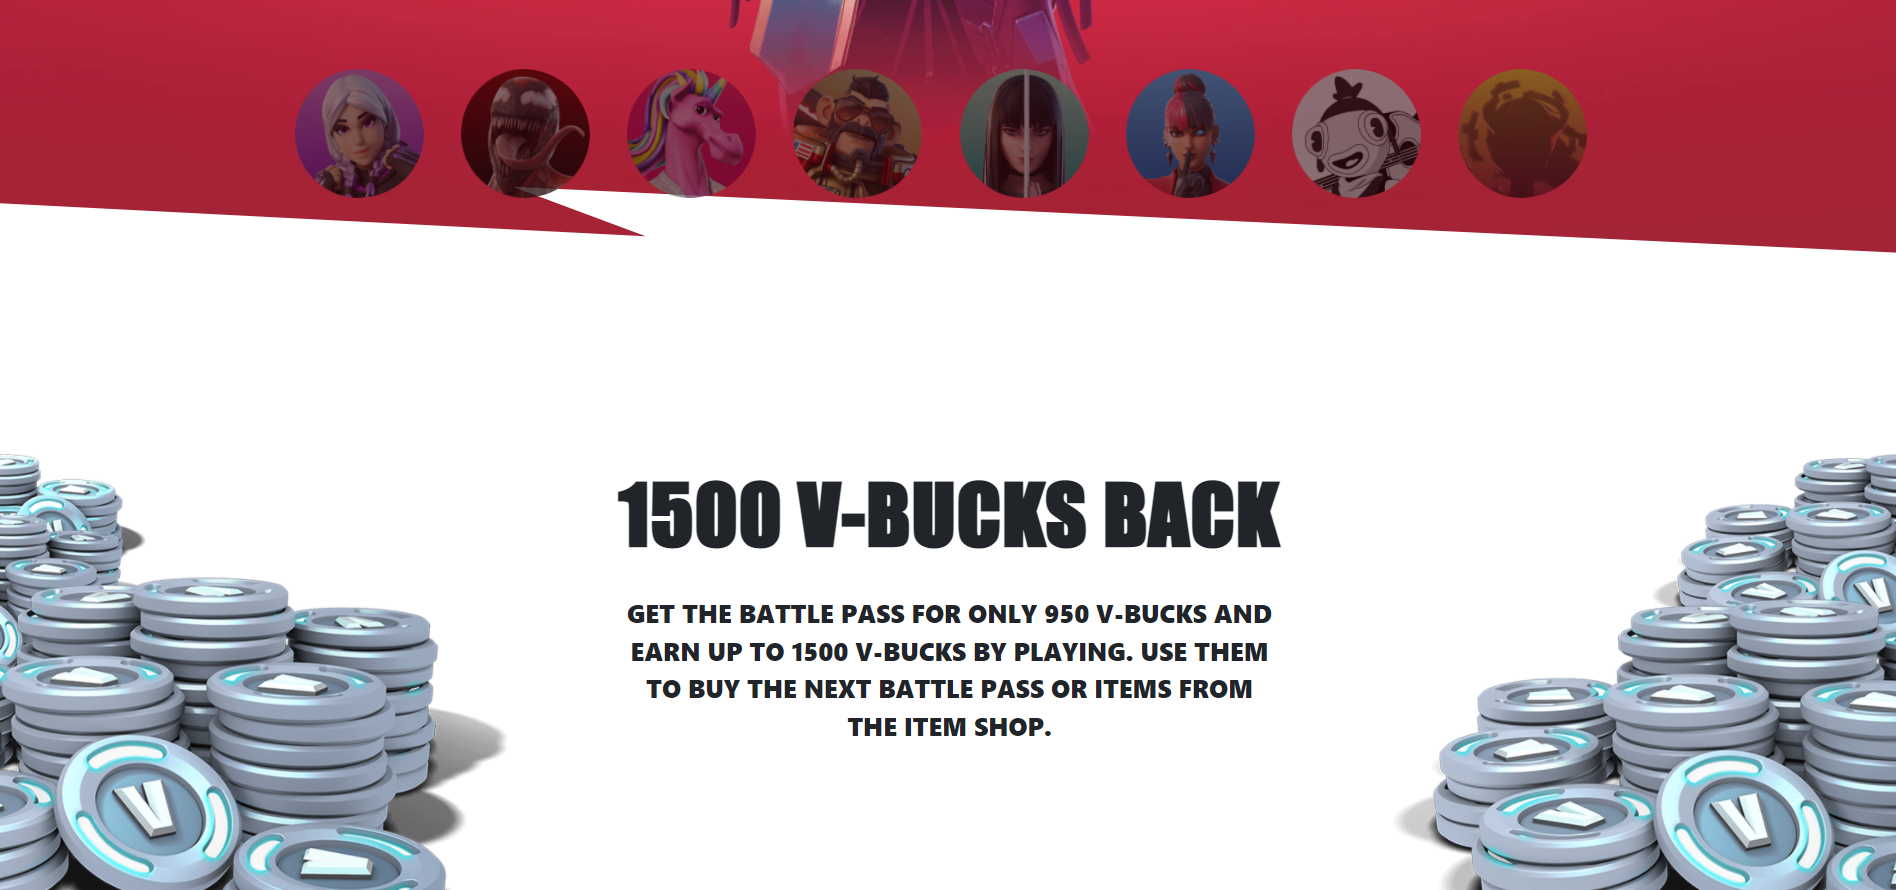 1500 V-BUCKS BACK
GET THE BATTLE PASS FOR ONLY 950 V-BUCKS AND
EARN UP TO 1500 V-BUCKS BY PLAYING. USE THEM
TO BUY THE NEXT BATTLE PASS OR ITEMS FROM
THE ITEM SHOP.